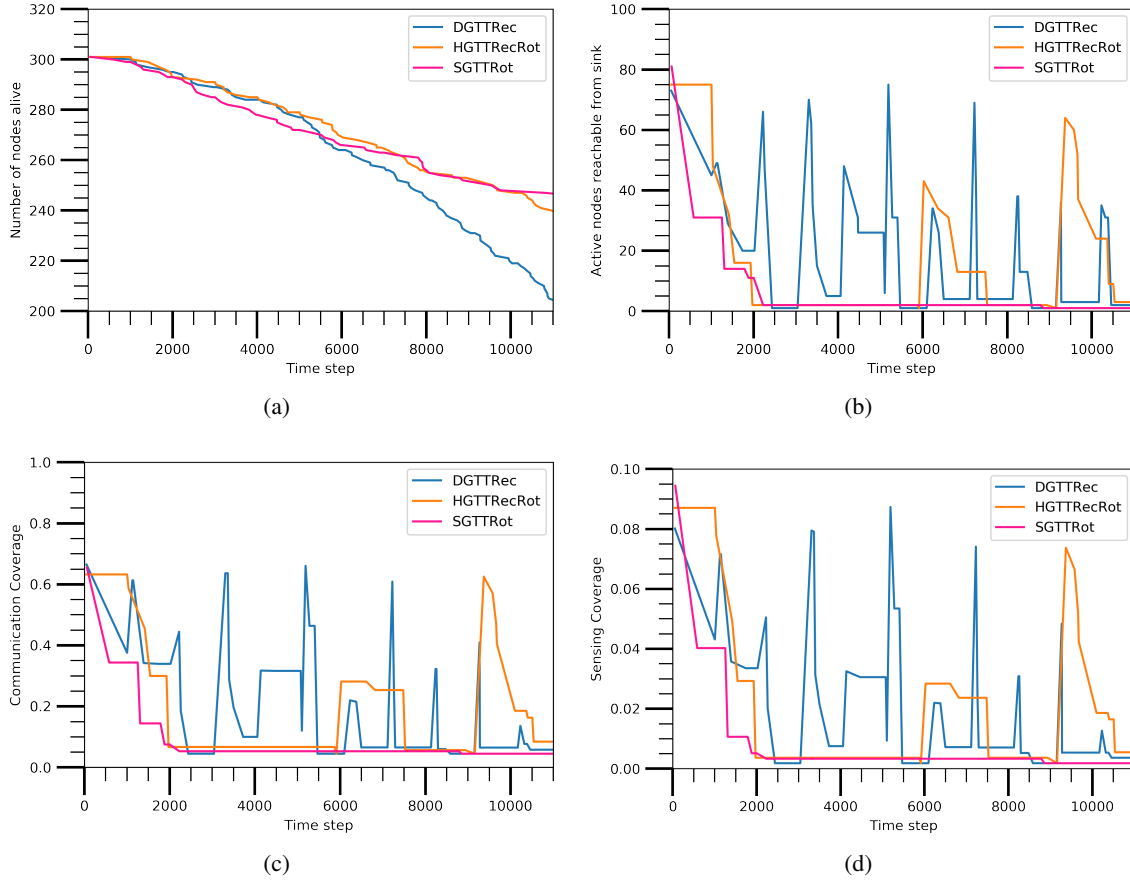 320
300
280
260
240
220
200
Number of nodes alive
DGTTRec
HGTTRecRot
SGTTRot
0 2000 4000 6000 8000 10000
Time step
(a)
100
80
60
40
20
0
Active nodes reachable from sink
DGTTRec
HGTTRecRot
SGTTRot
0 2000 4000 6000 8000 10000
Time step
(b)
1.0
0.8
0.6
0.4
0.2
0.0
Communication Coverage
DGTTRec
HGTTRecRot
SGTTRot
0 2000 4000 6000 8000 10000
Time step
(c)
0.10
0.08
0.06
0.04
0.02
0.00
Sensing Coverage
DGTTRec
HGTTRecRot
SGTTRot
0 2000 4000 6000 8000 10000
Time step
(d)